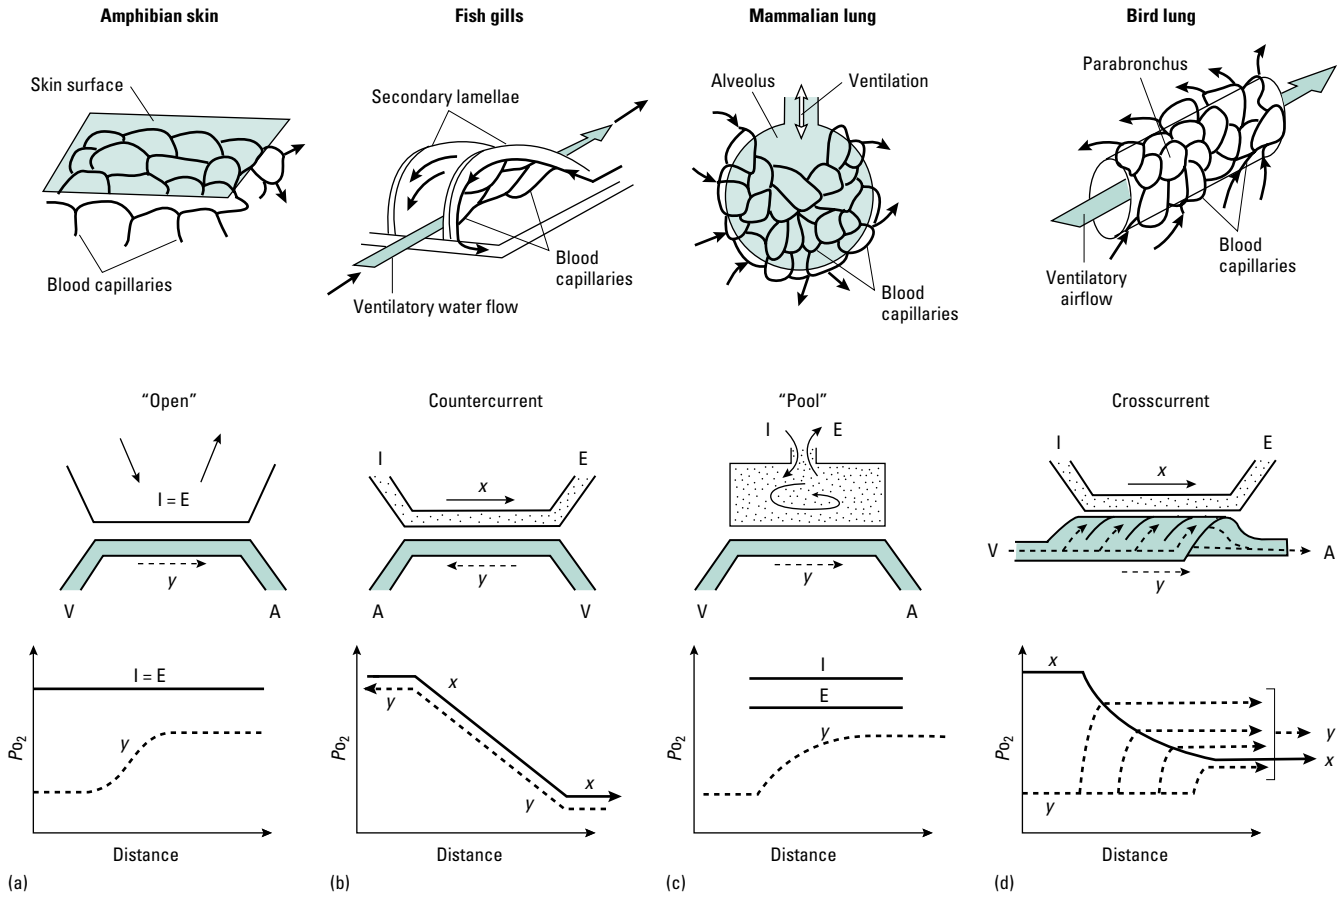 Amphibian skin
Skin surface
Blood capillaries
"Open"
I = E
y
V
A
I = E
y
Po2
Distance
(a)
Fish gills
Secondary lamellae
Blood
capillaries
Ventilatory water flow
Countercurrent
I
E
x
y
A
V
x
y
x
y
Po2
Distance
(b)
Mammalian lung
Alveolus
Ventilation
Blood
capillaries
"Pool"
I
E
y
V
A
I
E
y
Po2
Distance
(c)
Bird lung
Parabronchus
Blood
capillaries
Ventilatory
airflow
Crosscurrent
I
E
x
V
A
y
x
y
x
y
Po2
Distance
(d)